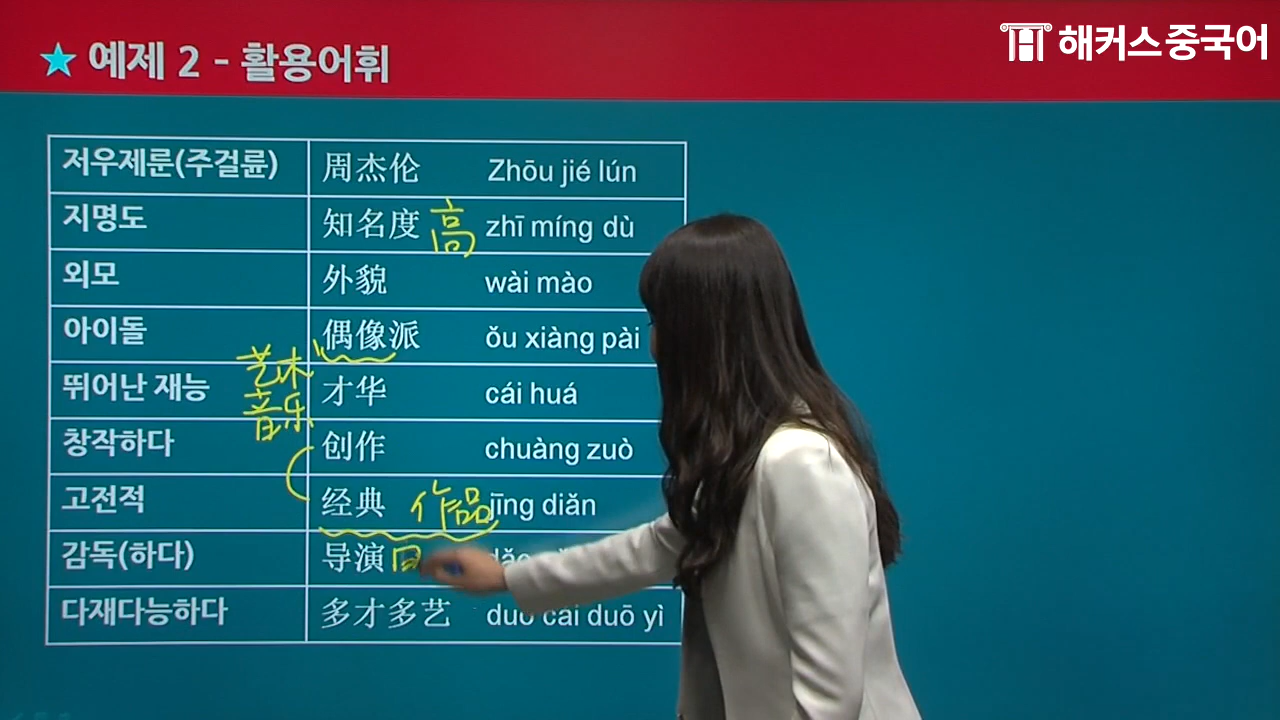 ★ 예제 2 - 활용어휘
해커스중국어
저우제룬(주걸륜) 周杰伦 Zhōu jié lún
지명도 知名度 高 zhī míng dù
외모 外貌 wài mào
아이돌 偶像派 ǒu xiàng pài
艺术
뛰어난 재능 才华 cái huá
音乐
창작하다 创作 chuàng zuò
고전적 经典 作品 jīng diǎn
감독(하다) 导演
다재다능하다 多才多艺 duō cái duō yì